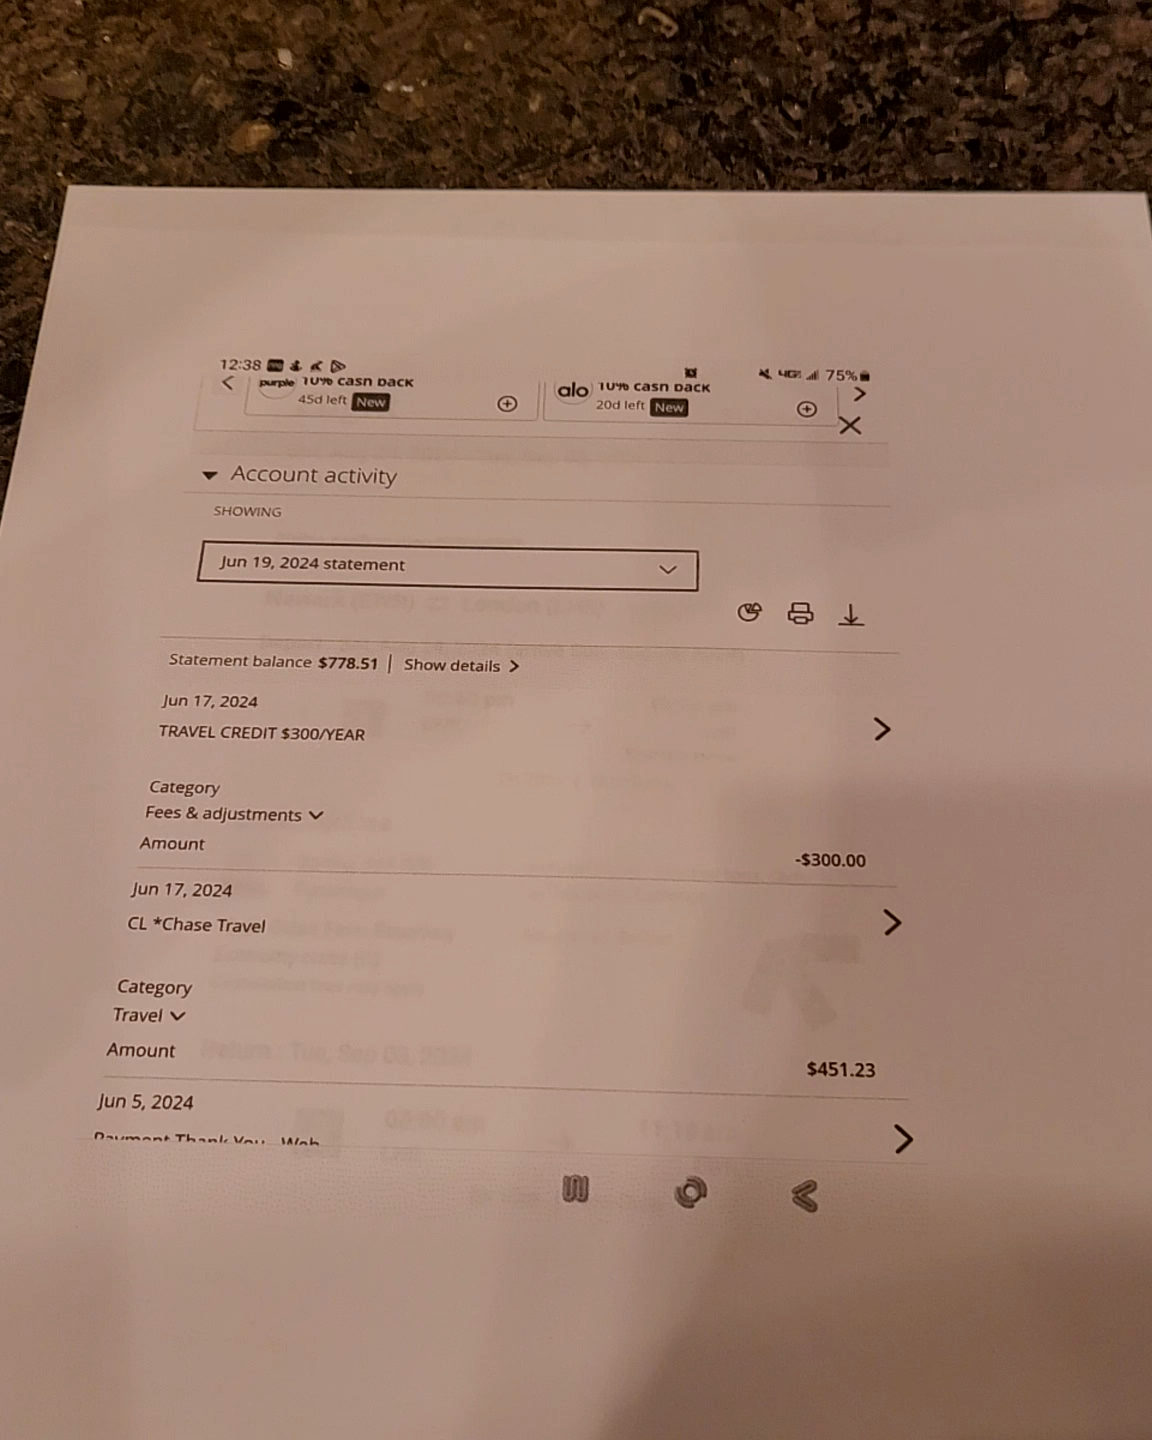 12:38 75%
purple 10% cash back
45d left New
alo 10% cash back
20d left New
Account activity
SHOWING
Jun 19, 2024 statement
Statement balance $778.51 | Show details
Jun 17, 2024
TRAVEL CREDIT $300/YEAR
Category
Fees & adjustments
Amount
-$300.00
Jun 17, 2024
CL *Chase Travel
Category
Travel
Amount
$451.23
Jun 5, 2024
Payment Thank You Web